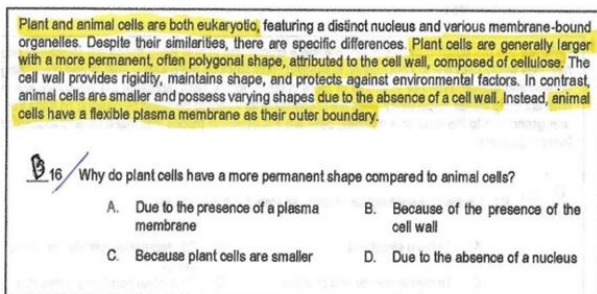 Plant and animal cells are both eukaryotic, featuring a distinct nucleus and various membrane-bound
organelles. Despite their similarities, there are specific differences. Plant cells are generally larger
with a more permanent, often polygonal shape, attributed to the cell wall, composed of cellulose. The
cell wall provides rigidity, maintains shape, and protects against environmental factors. In contrast,
animal cells are smaller and possess varying shapes due to the absence of a cell wall. Instead, animal
cells have a flexible plasma membrane as their outer boundary.
B 16 Why do plant cells have a more permanent shape compared to animal cells?
A. Due to the presence of a plasma
membrane
B. Because of the presence of the
cell wall
C. Because plant cells are smaller
D. Due to the absence of a nucleus